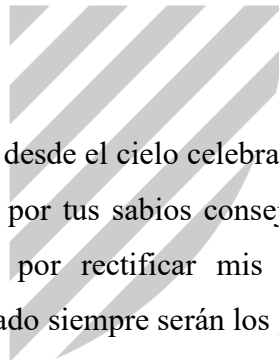 desde el cielo celebra
por tus sabios consej
por rectificar mis
ado siempre serán los